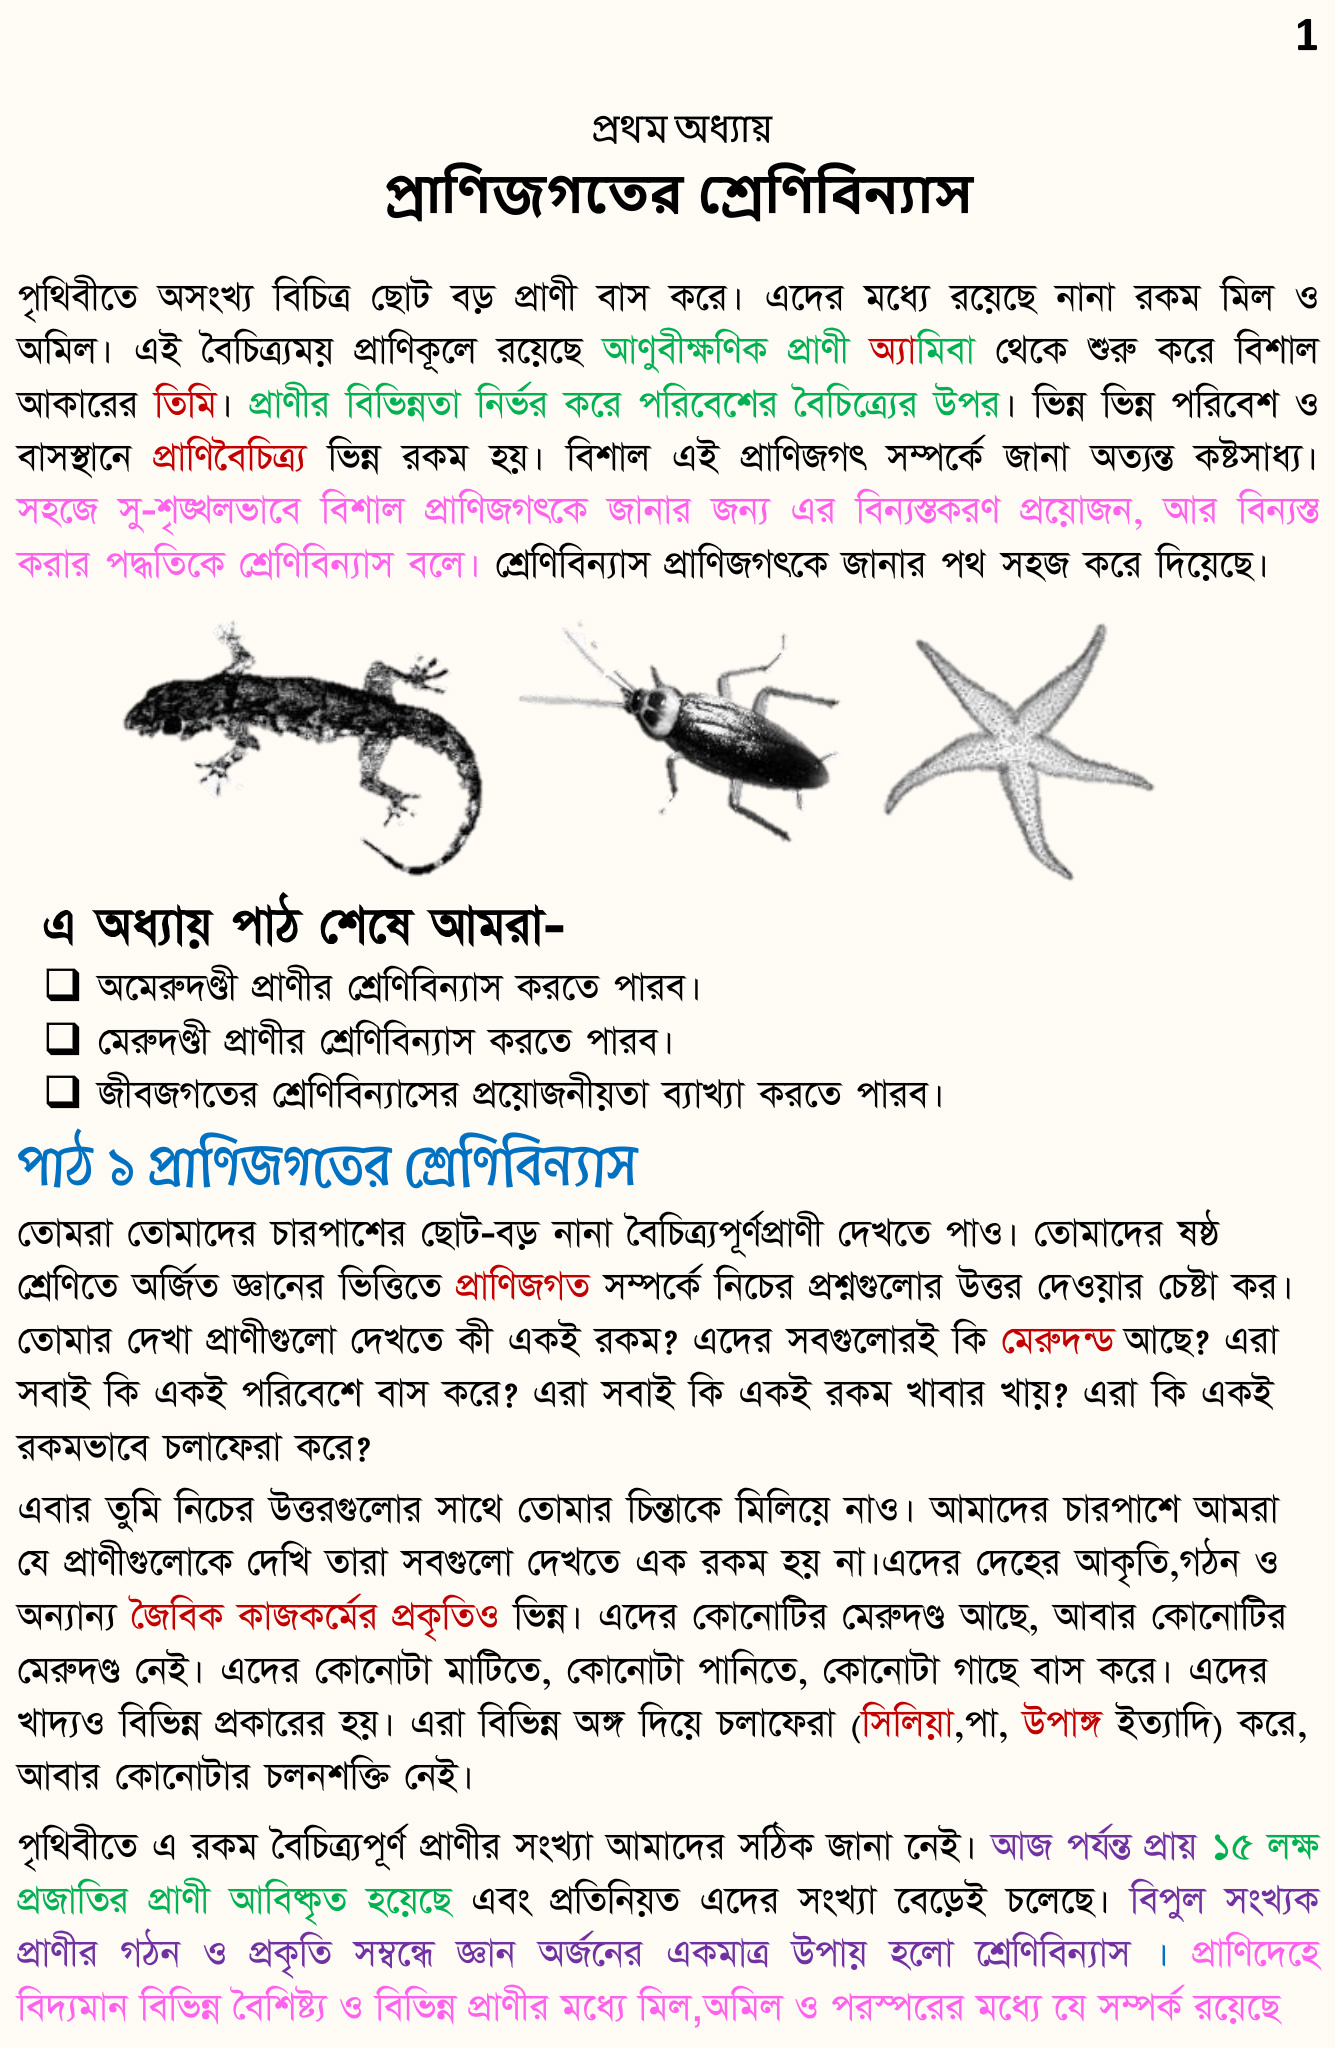 1
প্রথম অধ্যায়
প্রাণিজগতের শ্রেণিবিন্যাস
পৃথিবীতে অসংখ্য বিচিত্র ছোট বড় প্রাণী বাস করে। এদের মধ্যে রয়েছে নানা রকম মিল ও
অমিল। এই বৈচিত্র্যময় প্রাণিকূলে রয়েছে আণুবীক্ষণিক প্রাণী অ্যামিবা থেকে শুরু করে বিশাল
আকারের তিমি। প্রাণীর বিভিন্নতা নির্ভর করে পরিবেশের বৈচিত্র্যের উপর। ভিন্ন ভিন্ন পরিবেশ ও
বাসস্থানে প্রাণিবৈচিত্র্য ভিন্ন রকম হয়। বিশাল এই প্রাণিজগৎ সম্পর্কে জানা অত্যন্ত কষ্টসাধ্য।
সহজে সু-শৃঙ্খলভাবে বিশাল প্রাণিজগৎকে জানার জন্য এর বিন্যস্তকরণ প্রয়োজন, আর বিন্যস্ত
করার পদ্ধতিকে শ্রেণিবিন্যাস বলে। শ্রেণিবিন্যাস প্রাণিজগৎকে জানার পথ সহজ করে দিয়েছে।
এ অধ্যায় পাঠ শেষে আমরা-
❑ অমেরুদণ্ডী প্রাণীর শ্রেণিবিন্যাস করতে পারব।
❑ মেরুদণ্ডী প্রাণীর শ্রেণিবিন্যাস করতে পারব।
❑ জীবজগতের শ্রেণিবিন্যাসের প্রয়োজনীয়তা ব্যাখ্যা করতে পারব।
পাঠ ১ প্রাণিজগতের শ্রেণিবিন্যাস
তোমরা তোমাদের চারপাশের ছোট-বড় নানা বৈচিত্র্যপূর্ণপ্রাণী দেখতে পাও। তোমাদের ষষ্ঠ
শ্রেণিতে অর্জিত জ্ঞানের ভিত্তিতে প্রাণিজগত সম্পর্কে নিচের প্রশ্নগুলোর উত্তর দেওয়ার চেষ্টা কর।
তোমার দেখা প্রাণীগুলো দেখতে কী একই রকম? এদের সবগুলোরই কি মেরুদন্ড আছে? এরা
সবাই কি একই পরিবেশে বাস করে? এরা সবাই কি একই রকম খাবার খায়? এরা কি একই
রকমভাবে চলাফেরা করে?
এবার তুমি নিচের উত্তরগুলোর সাথে তোমার চিন্তাকে মিলিয়ে নাও। আমাদের চারপাশে আমরা
যে প্রাণীগুলোকে দেখি তারা সবগুলো দেখতে এক রকম হয় না।এদের দেহের আকৃতি,গঠন ও
অন্যান্য জৈবিক কাজকর্মের প্রকৃতিও ভিন্ন। এদের কোনোটির মেরুদণ্ড আছে, আবার কোনোটির
মেরুদণ্ড নেই। এদের কোনোটা মাটিতে, কোনোটা পানিতে, কোনোটা গাছে বাস করে। এদের
খাদ্যও বিভিন্ন প্রকারের হয়। এরা বিভিন্ন অঙ্গ দিয়ে চলাফেরা (সিলিয়া,পা, উপাঙ্গ ইত্যাদি) করে,
আবার কোনোটার চলনশক্তি নেই।
পৃথিবীতে এ রকম বৈচিত্র্যপূর্ণ প্রাণীর সংখ্যা আমাদের সঠিক জানা নেই। আজ পর্যন্ত প্রায় ১৫ লক্ষ
প্রজাতির প্রাণী আবিষ্কৃত হয়েছে এবং প্রতিনিয়ত এদের সংখ্যা বেড়েই চলেছে। বিপুল সংখ্যক
প্রাণীর গঠন ও প্রকৃতি সম্বন্ধে জ্ঞান অর্জনের একমাত্র উপায় হলো শ্রেণিবিন্যাস । প্রাণিদেহে
বিদ্যমান বিভিন্ন বৈশিষ্ট্য ও বিভিন্ন প্রাণীর মধ্যে মিল,অমিল ও পরস্পরের মধ্যে যে সম্পর্ক রয়েছে